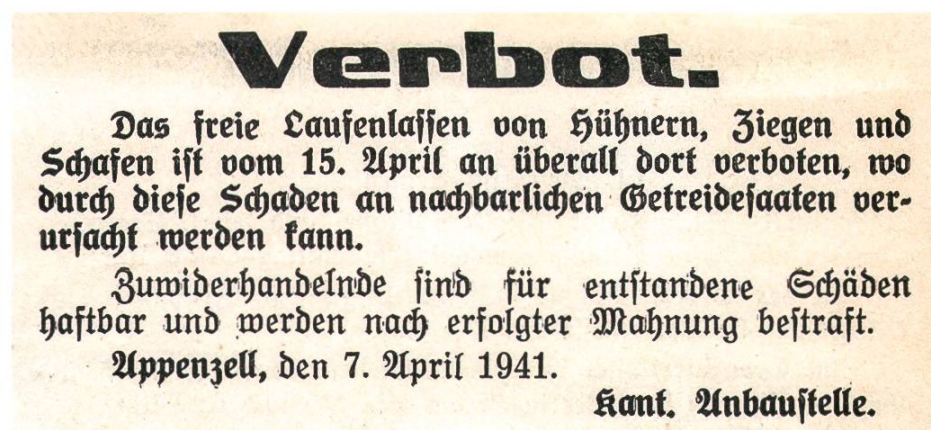 Verbot.
Das freie Laufenlassen von Hühnern, Ziegen und
Schafen ist vom 15. April an überall dort verboten, wo
durch diese Schaden an nachbarlichen Getreidesaaten ver-
ursacht werden kann.
Zuwiderhandelnde sind für entstandene Schäden
haftbar und werden nach erfolgter Mahnung bestraft.
Appenzell, den 7. April 1941.
Kant. Anbaustelle.